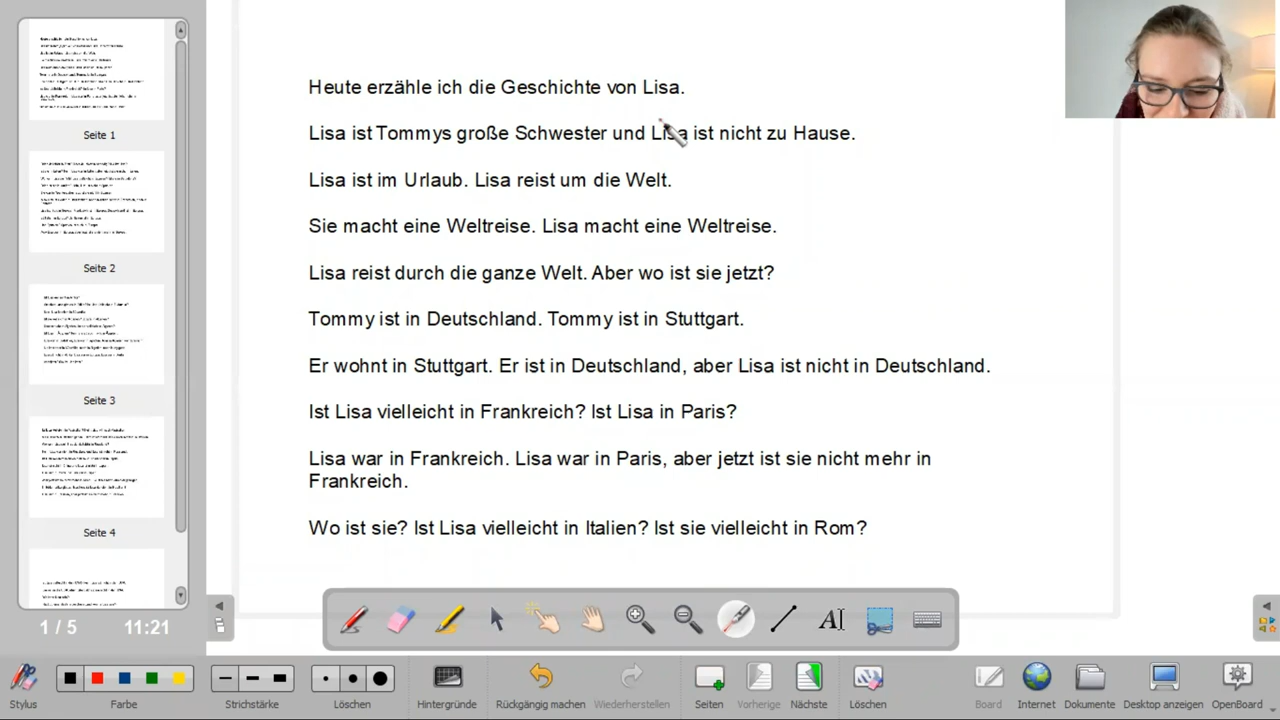 Heute erzähle ich die Geschichte von Lisa.
Lisa ist Tommys große Schwester und Lisa ist nicht zu Hause.
Lisa ist im Urlaub. Lisa reist um die Welt.
Sie macht eine Weltreise. Lisa macht eine Weltreise.
Lisa reist durch die ganze Welt. Aber wo ist sie jetzt?
Tommy ist in Deutschland. Tommy ist in Stuttgart.
Er wohnt in Stuttgart. Er ist in Deutschland, aber Lisa ist nicht in Deutschland.
Ist Lisa vielleicht in Frankreich? Ist Lisa in Paris?
Lisa war in Frankreich. Lisa war in Paris, aber jetzt ist sie nicht mehr in
Frankreich.
Wo ist sie? Ist Lisa vielleicht in Italien? Ist sie vielleicht in Rom?
Seite 1
Seite 2
Seite 3
Seite 4
1 / 5 11:21
AI
Stylus
Farbe
Strichstärke
Löschen
Hintergründe
Rückgängig machen
Wiederherstellen
Seiten
Vorherige
Nächste
Löschen
Board
Internet
Dokumente
Desktop anzeigen
OpenBoard